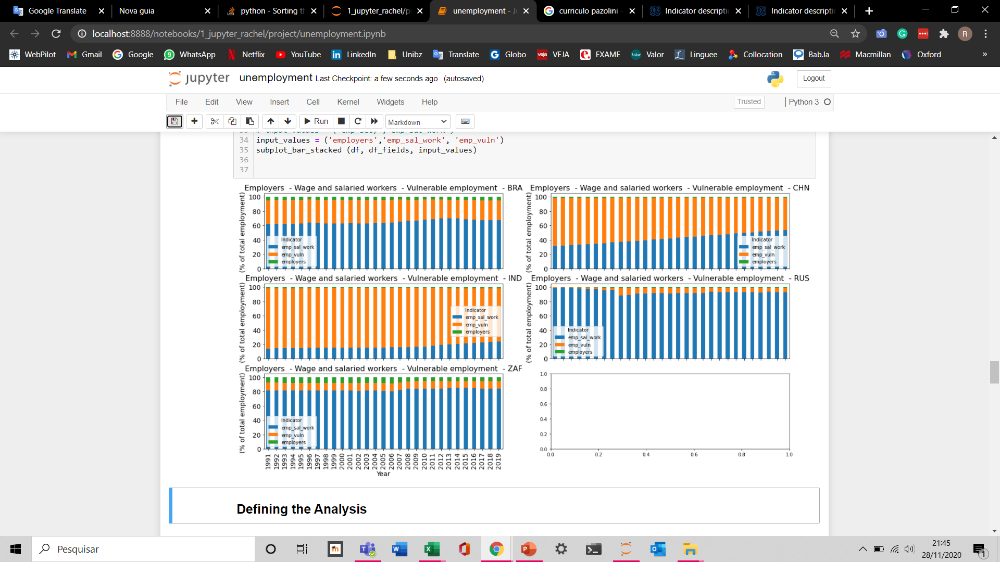 Google Translate
Nova guia
python - Sorting th
1_jupyter_rachel/p
unemployment - J
curriculo pazolini -
Indicator descriptio
Indicator descriptio
localhost:8888/notebooks/1_jupyter_rachel/project/unemployment.ipynb
R
WebPilot
Gmail
Google
WhatsApp
Netflix
YouTube
LinkedIn
Unibz
Translate
Globo
VEJA
EXAME
Valor
Linguee
Collocation
Bab.la
Macmillan
Oxford
»
jupyter unemployment Last Checkpoint: a few seconds ago (autosaved)
Logout
File Edit View Insert Cell Kernel Widgets Help
Trusted
Python 3
Run
Markdown
34 input_values = ('employers','emp_sal_work', 'emp_vuln')
35 subplot_bar_stacked (df, df_fields, input_values)
36
37
Employers - Wage and salaried workers - Vulnerable employment - BRA
(% of total employment)
100
80
60
40
20
0
Indicator
emp_sal_work
emp_vuln
employers
Employers - Wage and salaried workers - Vulnerable employment - CHN
(% of total employment)
100
80
60
40
20
0
Indicator
emp_sal_work
emp_vuln
employers
Employers - Wage and salaried workers - Vulnerable employment - IND
(% of total employment)
100
80
60
40
20
0
Indicator
emp_sal_work
emp_vuln
employers
Employers - Wage and salaried workers - Vulnerable employment - RUS
(% of total employment)
100
80
60
40
20
0
Indicator
emp_sal_work
emp_vuln
employers
Employers - Wage and salaried workers - Vulnerable employment - ZAF
(% of total employment)
100
80
60
40
20
0
Indicator
emp_sal_work
emp_vuln
employers
1991 1992 1993 1994 1995 1996 1997 1998 1999 2000 2001 2002 2003 2004 2005 2006 2007 2008 2009 2010 2011 2012 2013 2014 2015 2016 2017 2018 2019
Year
1.0
0.8
0.6
0.4
0.2
0.0
0.0 0.2 0.4 0.6 0.8 1.0
Defining the Analysis
Pesquisar
21:45
28/11/2020
1